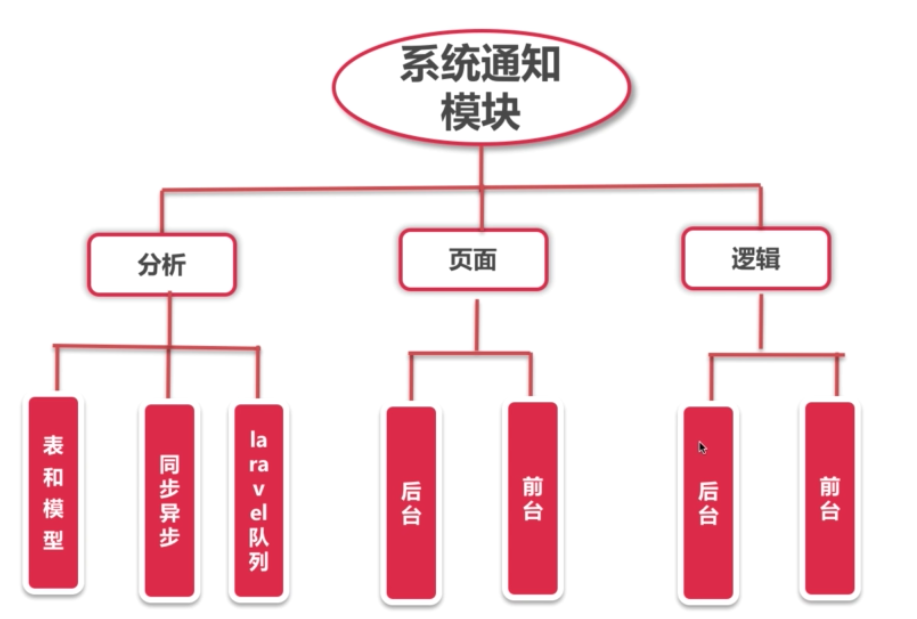 系统通知
模块
分析
页面
逻辑
表
和
模
型
同
步
异
步
la
ra
v
el
队
列
后
台
前
台
后
台
前
台